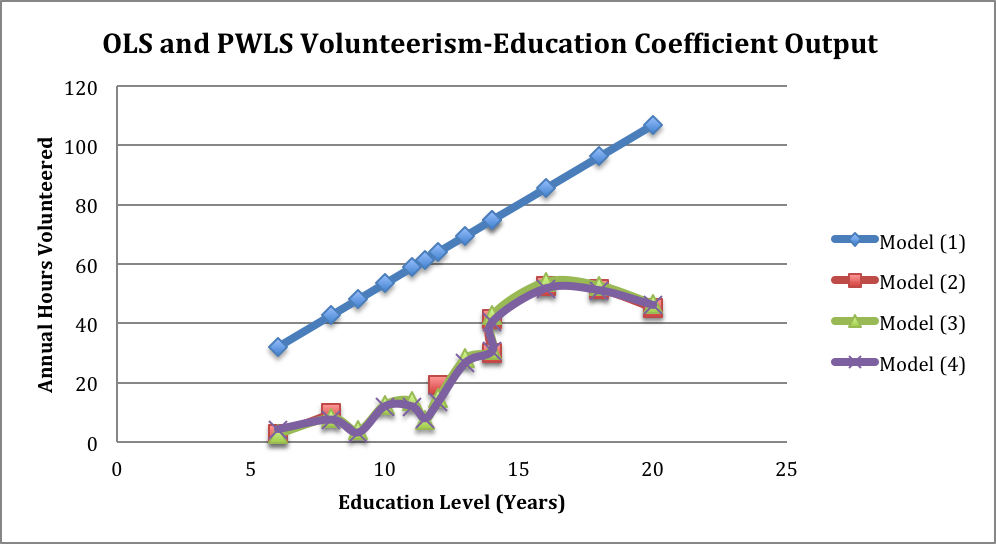 OLS and PWLS Volunteerism-Education Coefficient Output
Annual Hours Volunteered
120
100
80
60
40
20
0
0 5 10 15 20 25
Education Level (Years)
Model (1)
Model (2)
Model (3)
Model (4)